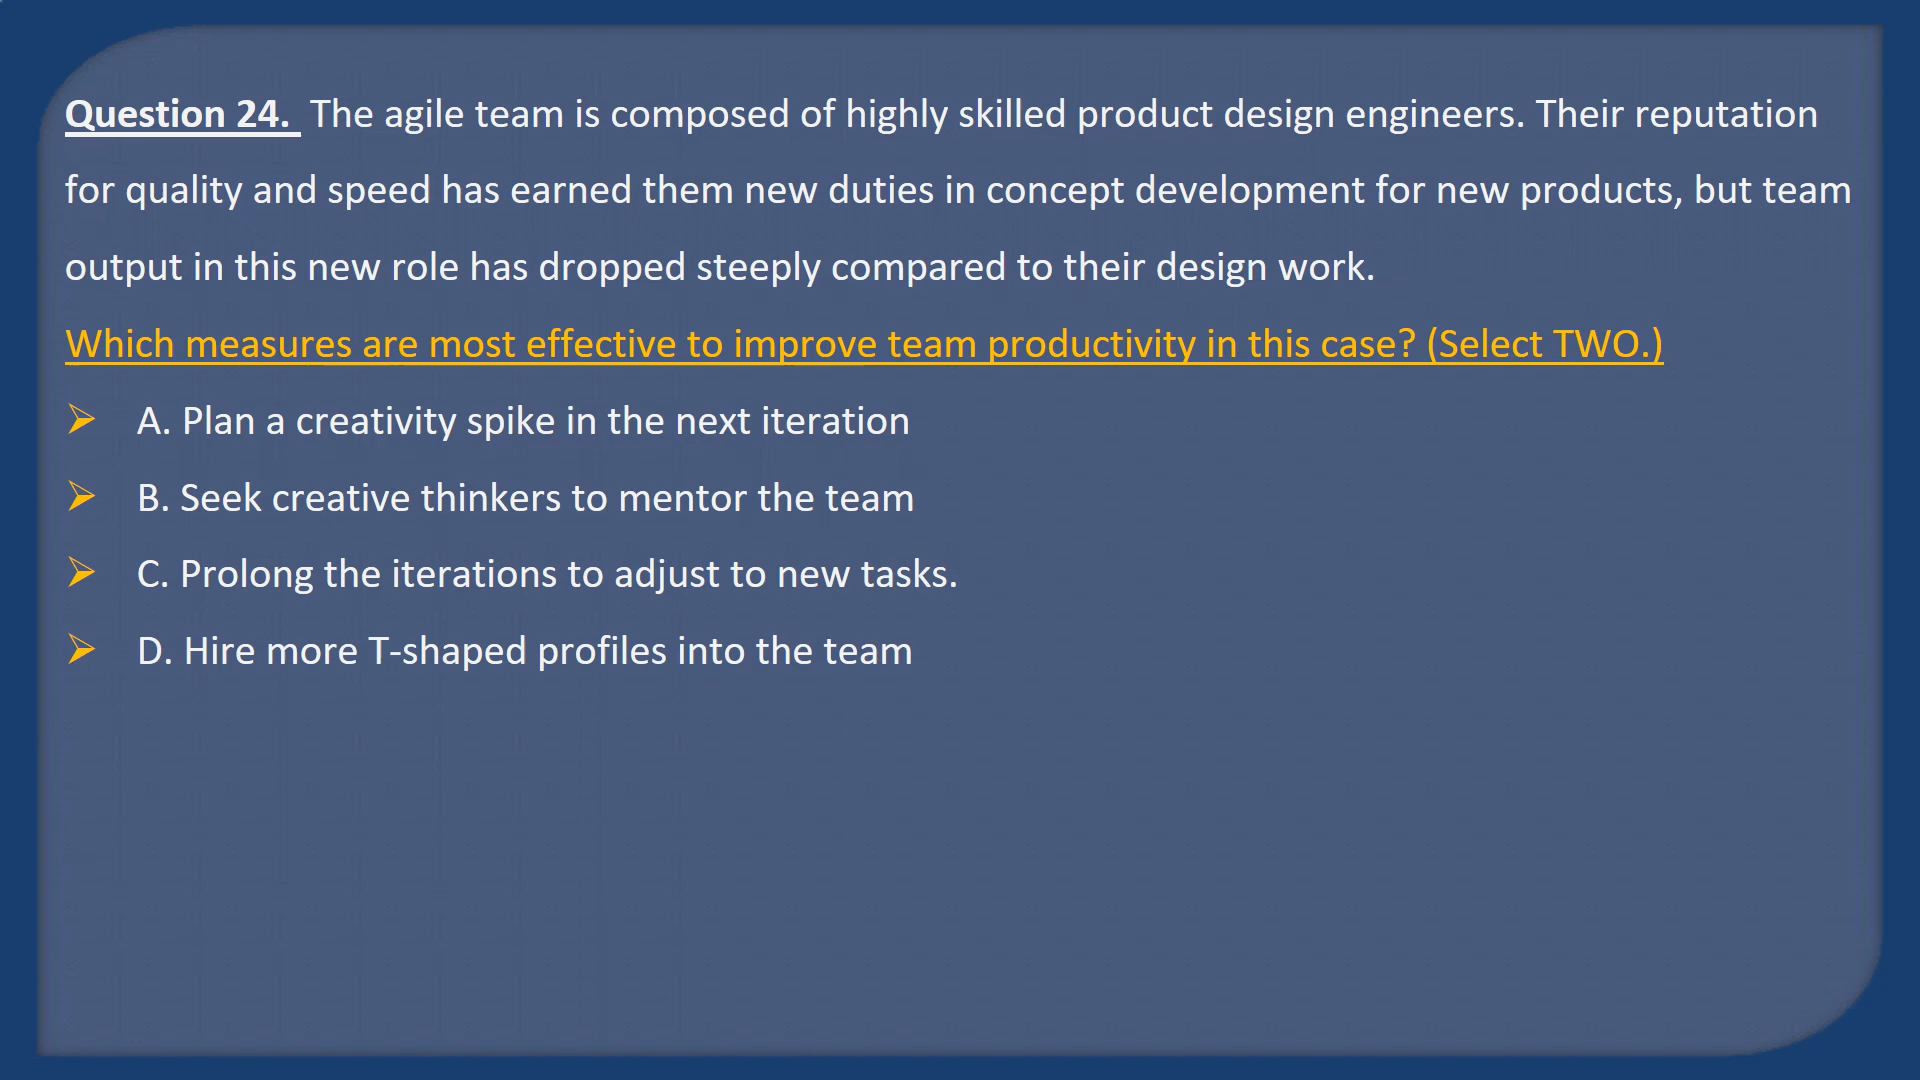 Question 24. The agile team is composed of highly skilled product design engineers. Their reputation
for quality and speed has earned them new duties in concept development for new products, but team
output in this new role has dropped steeply compared to their design work.
Which measures are most effective to improve team productivity in this case? (Select TWO.)
A. Plan a creativity spike in the next iteration
B. Seek creative thinkers to mentor the team
C. Prolong the iterations to adjust to new tasks.
D. Hire more T-shaped profiles into the team